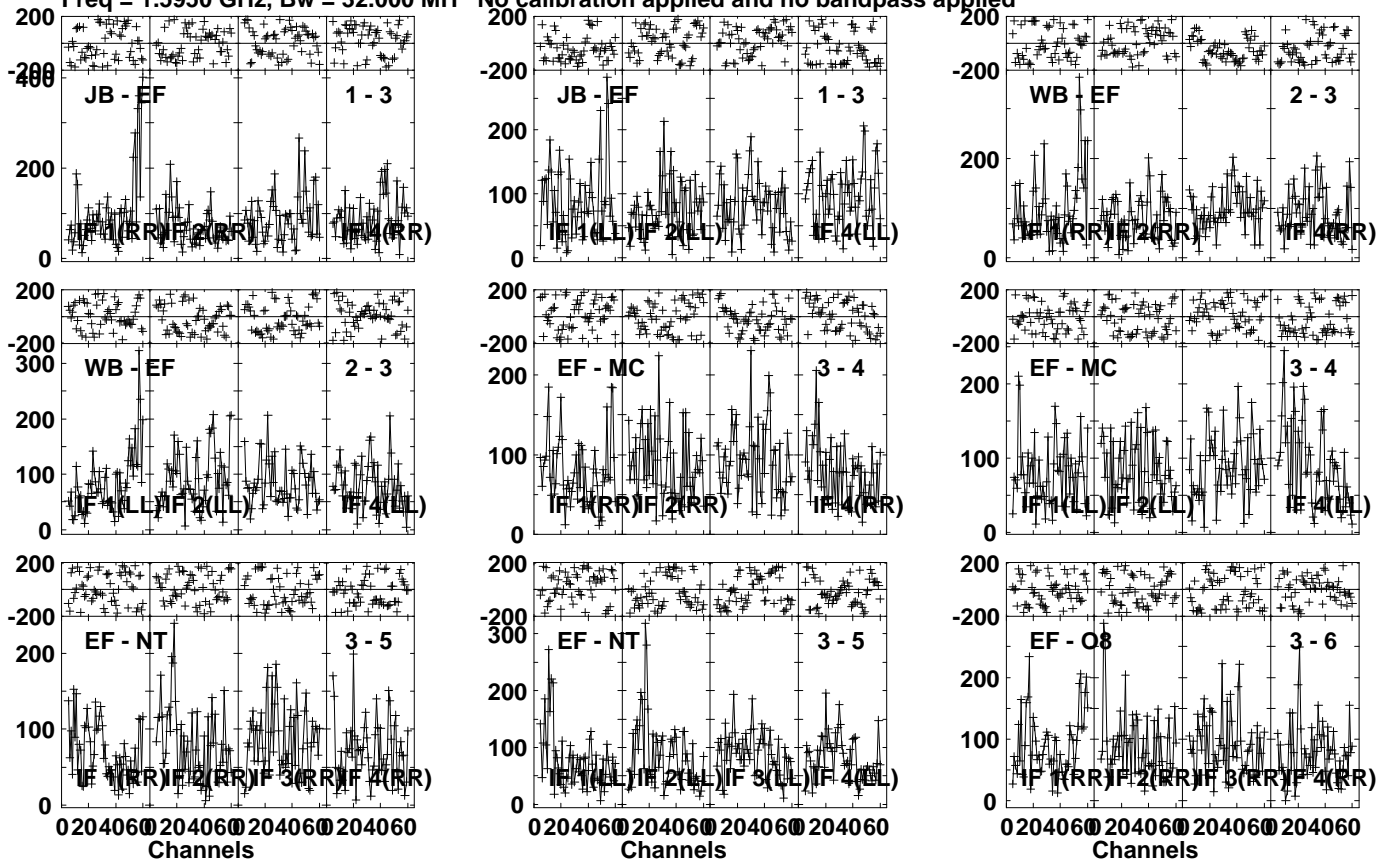 Freq = 1.5950 GHz, Bw = 32.000 MH No calibration applied and no bandpass applied
200
-200
400
200
0
JB - EF 1 - 3
IF 1(RR) IF 2(RR) IF 4(RR)
200
-200
200
100
0
JB - EF 1 - 3
IF 1(LL) IF 2(LL) IF 4(LL)
200
-200
200
0
WB - EF 2 - 3
IF 1(RR) IF 2(RR) IF 4(RR)
200
-200
300
200
100
0
WB - EF 2 - 3
IF 1(LL) IF 2(LL) IF 4(LL)
200
-200
200
100
0
EF - MC 3 - 4
IF 1(RR) IF 2(RR) IF 4(RR)
200
-200
200
100
0
EF - MC 3 - 4
IF 1(LL) IF 2(LL) IF 4(LL)
200
-200
200
100
0
EF - NT 3 - 5
IF 1(RR) IF 2(RR) IF 3(RR) IF 4(RR)
0 20 40 60 0 20 40 60 0 20 40 60 0 20 40 60
Channels
200
-200
300
200
100
0
EF - NT 3 - 5
IF 1(LL) IF 2(LL) IF 3(LL) IF 4(LL)
0 20 40 60 0 20 40 60 0 20 40 60 0 20 40 60
Channels
200
-200
200
100
0
EF - O8 3 - 6
IF 1(RR) IF 2(RR) IF 3(RR) IF 4(RR)
0 20 40 60 0 20 40 60 0 20 40 60 0 20 40 60
Channels